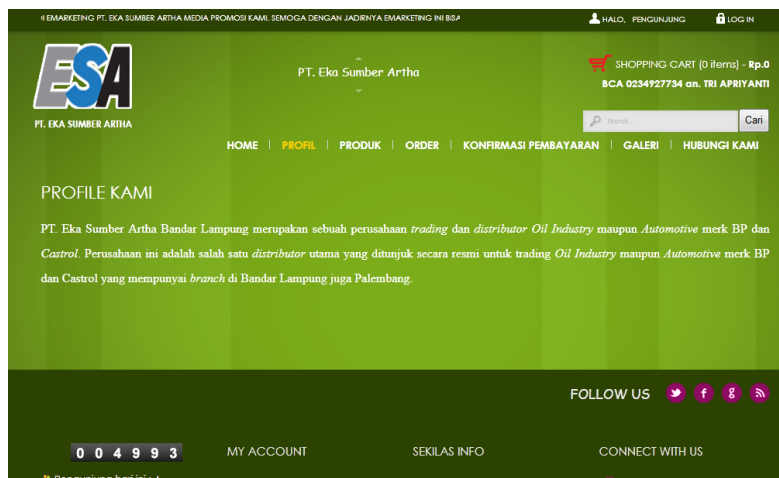 EMARKETING PT. EKA SUMBER ARTHA MEDIA PROMOSI KAMI. SEMOGA DENGAN JADIRNYA EMARKETING INI BISA
HALO, PENGUNJUNG
LOG IN
ESA
PT. EKA SUMBER ARTHA
PT. Eka Sumber Artha
SHOPPING CART (0 items) - Rp.0
BCA 0234927734 an. TRI APRIYANTI
Search...
Cari
HOME | PROFIL | PRODUK | ORDER | KONFIRMASI PEMBAYARAN | GALERI | HUBUNGI KAMI
PROFILE KAMI
PT. Eka Sumber Artha Bandar Lampung merupakan sebuah perusahaan trading dan distributor Oil Industry maupun Automotive merk BP dan
Castrol. Perusahaan ini adalah salah satu distributor utama yang ditunjuk secara resmi untuk trading Oil Industry maupun Automotive merk BP
dan Castrol yang mempunyai branch di Bandar Lampung juga Palembang.
FOLLOW US
004993
MY ACCOUNT
SEKILAS INFO
CONNECT WITH US